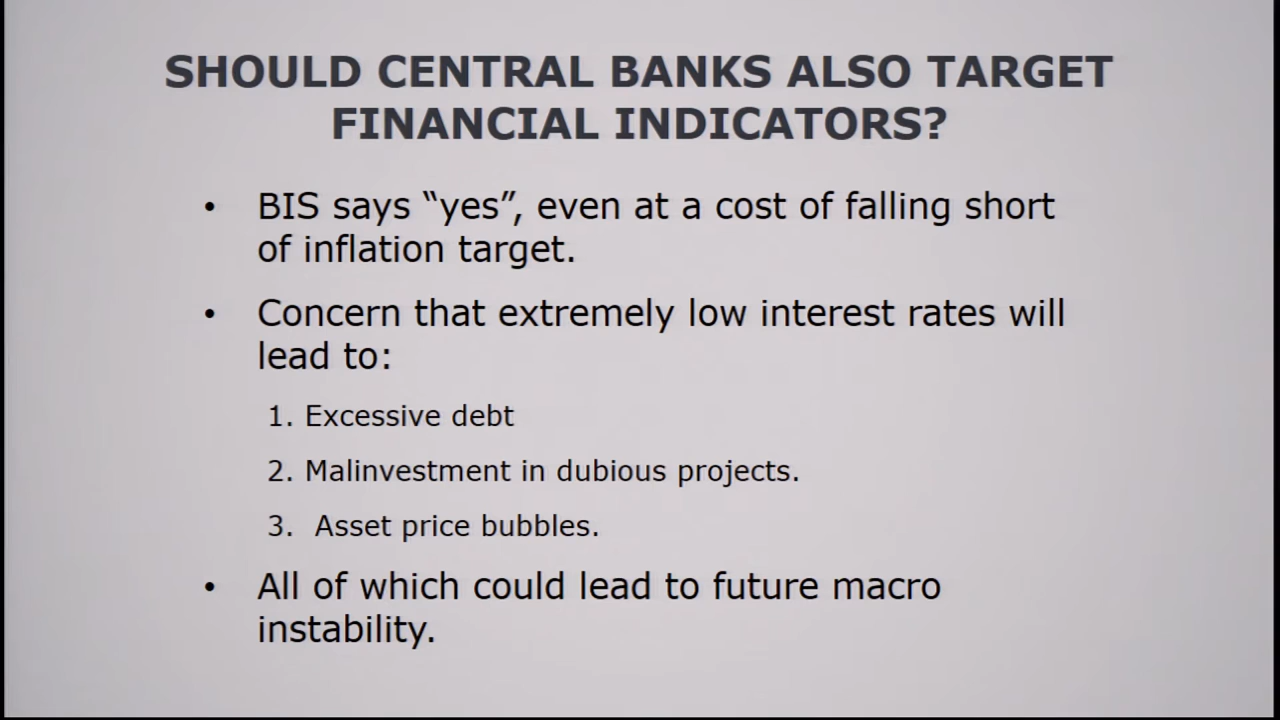 SHOULD CENTRAL BANKS ALSO TARGET
FINANCIAL INDICATORS?
• BIS says “yes”, even at a cost of falling short
of inflation target.
• Concern that extremely low interest rates will
lead to:
1. Excessive debt
2. Malinvestment in dubious projects.
3. Asset price bubbles.
• All of which could lead to future macro
instability.